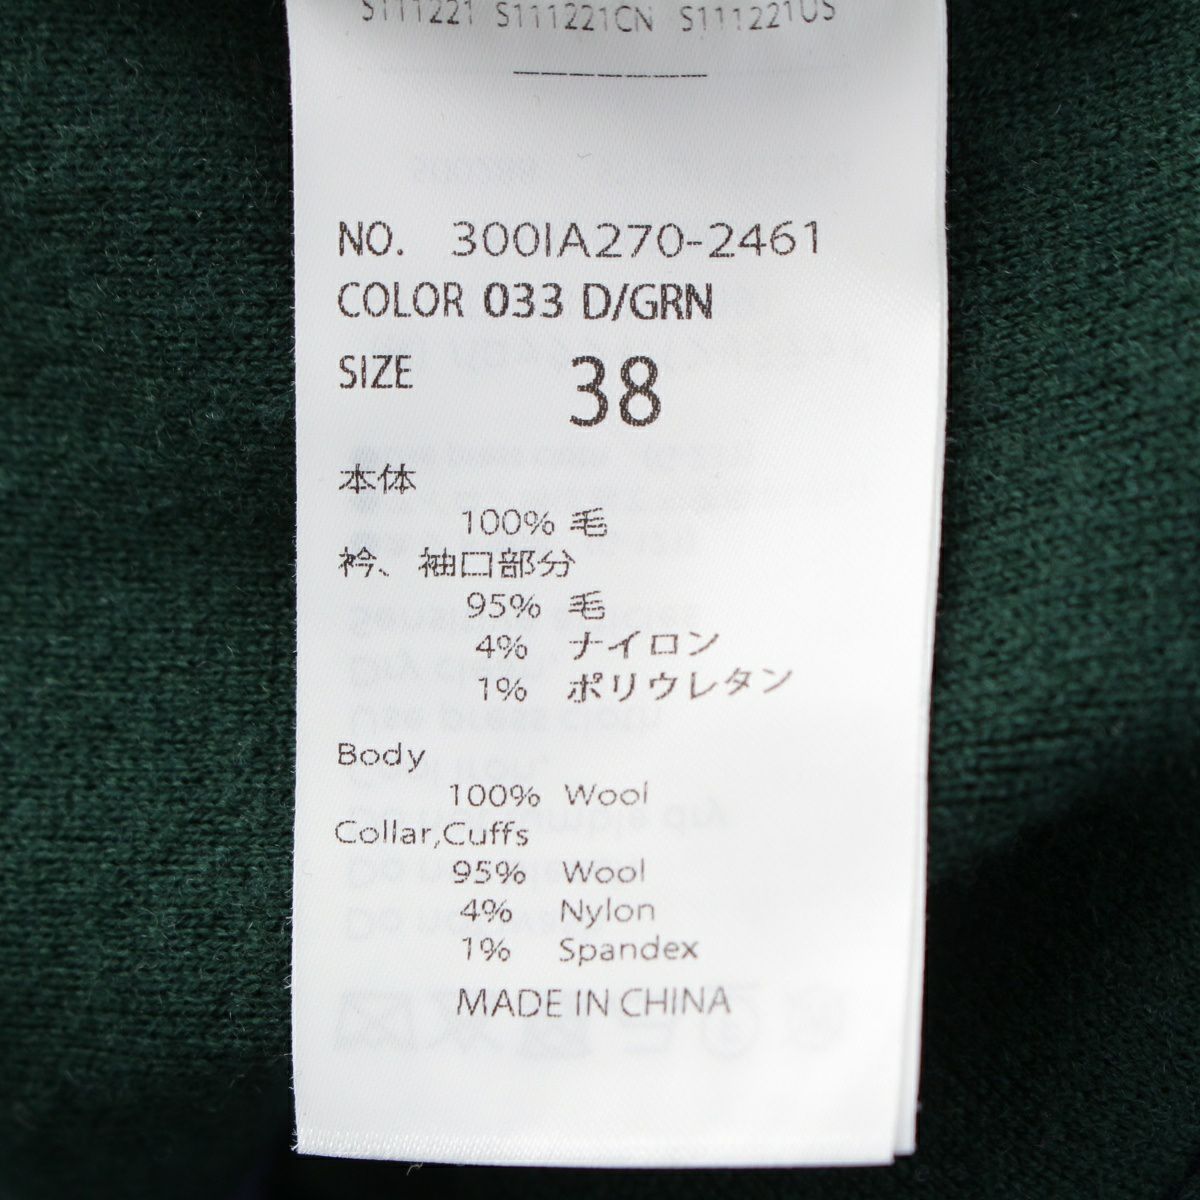 S111221 S111221CN S111221US
NO. 300IA270-2461
COLOR 033 D/GRN
SIZE 38
本体
100% 毛
衿、袖口部分
95% 毛
4% ナイロン
1% ポリウレタン
Body
100% Wool
Collar,Cuffs
95% Wool
4% Nylon
1% Spandex
MADE IN CHINA